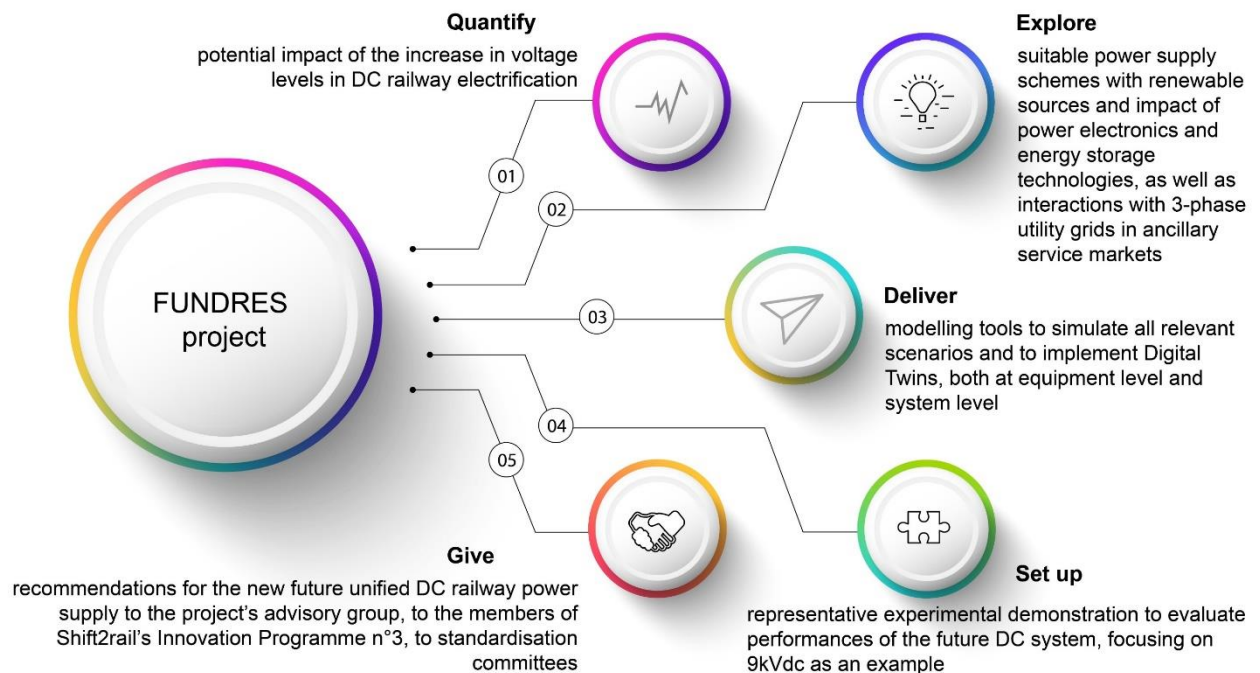 FUNDRES
project
01
Quantify
potential impact of the increase in voltage
levels in DC railway electrification
02
Explore
suitable power supply
schemes with renewable
sources and impact of
power electronics and
energy storage
technologies, as well as
interactions with 3-phase
utility grids in ancillary
service markets
03
Deliver
modelling tools to simulate all relevant
scenarios and to implement Digital
Twins, both at equipment level and
system level
04
Set up
representative experimental demonstration to evaluate
performances of the future DC system, focusing on
9kVdc as an example
05
Give
recommendations for the new future unified DC railway power
supply to the project's advisory group, to the members of
Shift2rail's Innovation Programme n°3, to standardisation
committees